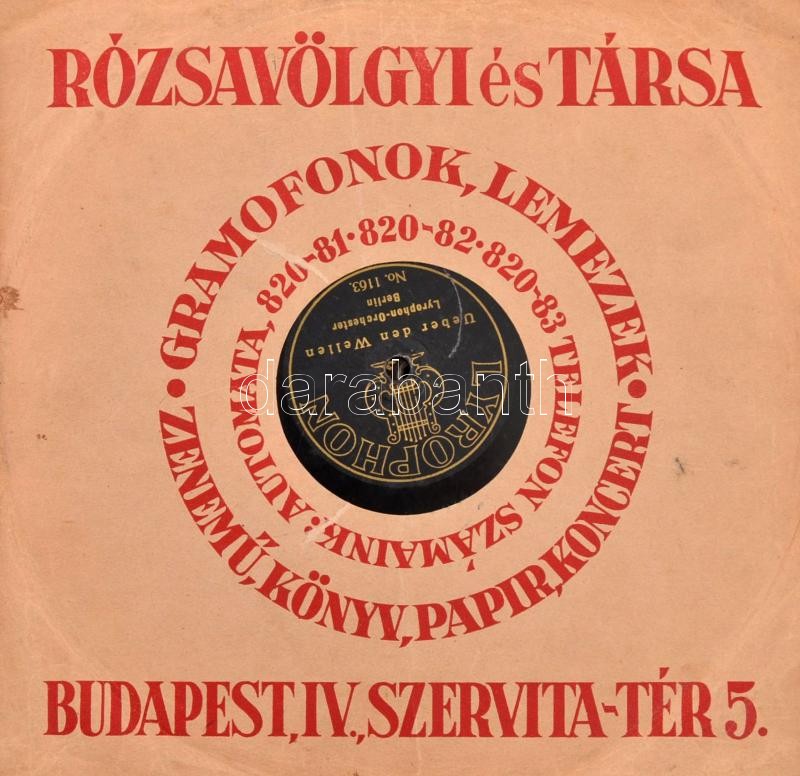 RÓZSAVÖLGYI és TÁRSA
• GRAMOFONOK, LEMEZEK •
ZENEMŰ, KÖNYV, PAPIR, KONCERT
TELEFON SZÁMAINK: AUTOMATA, 820-81·820-82·820-83
LYROPHON
Ueber den Wellen
Lyrophon-Orchester
Berlin
No. 1163.
darabanth
BUDAPEST, IV., SZERVITA-TÉR 5.